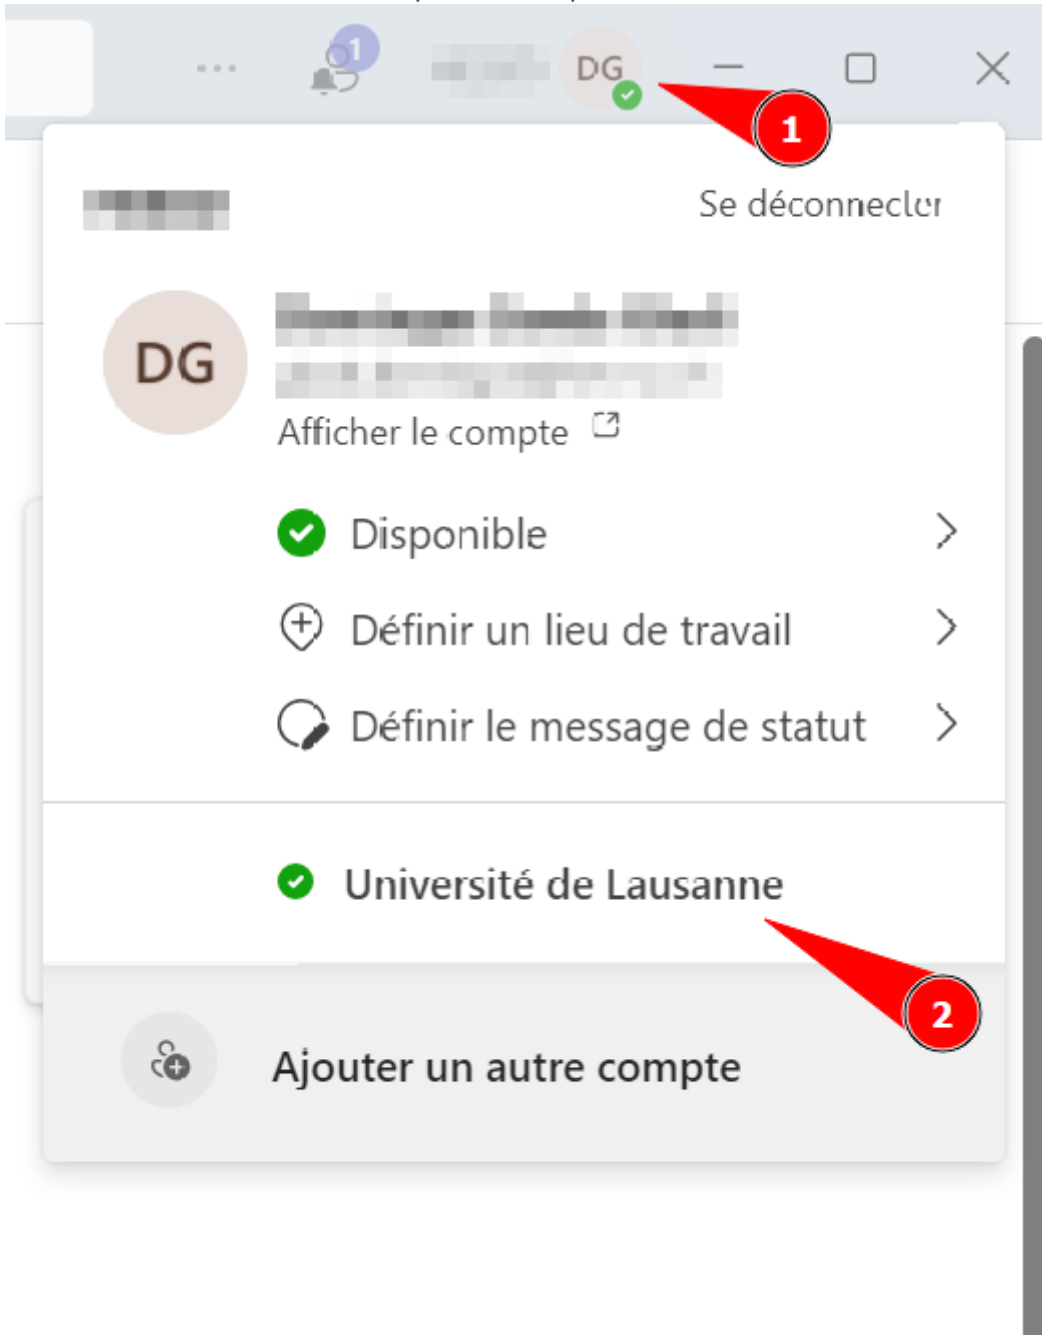 1
DG
1
Se déconnecter
DG
Afficher le compte
Disponible
Définir un lieu de travail
Définir le message de statut
Université de Lausanne
2
Ajouter un autre compte